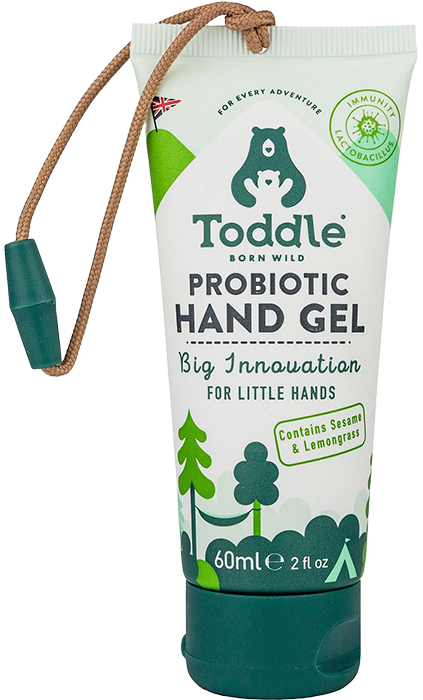 FOR EVERY ADVENTURE
IMMUNITY
LACTOBACILLUS
Toddle
BORN WILD
PROBIOTIC
HAND GEL
Big Innovation
FOR LITTLE HANDS
Contains Sesame
& Lemongrass
60ml ℮ 2 fl oz